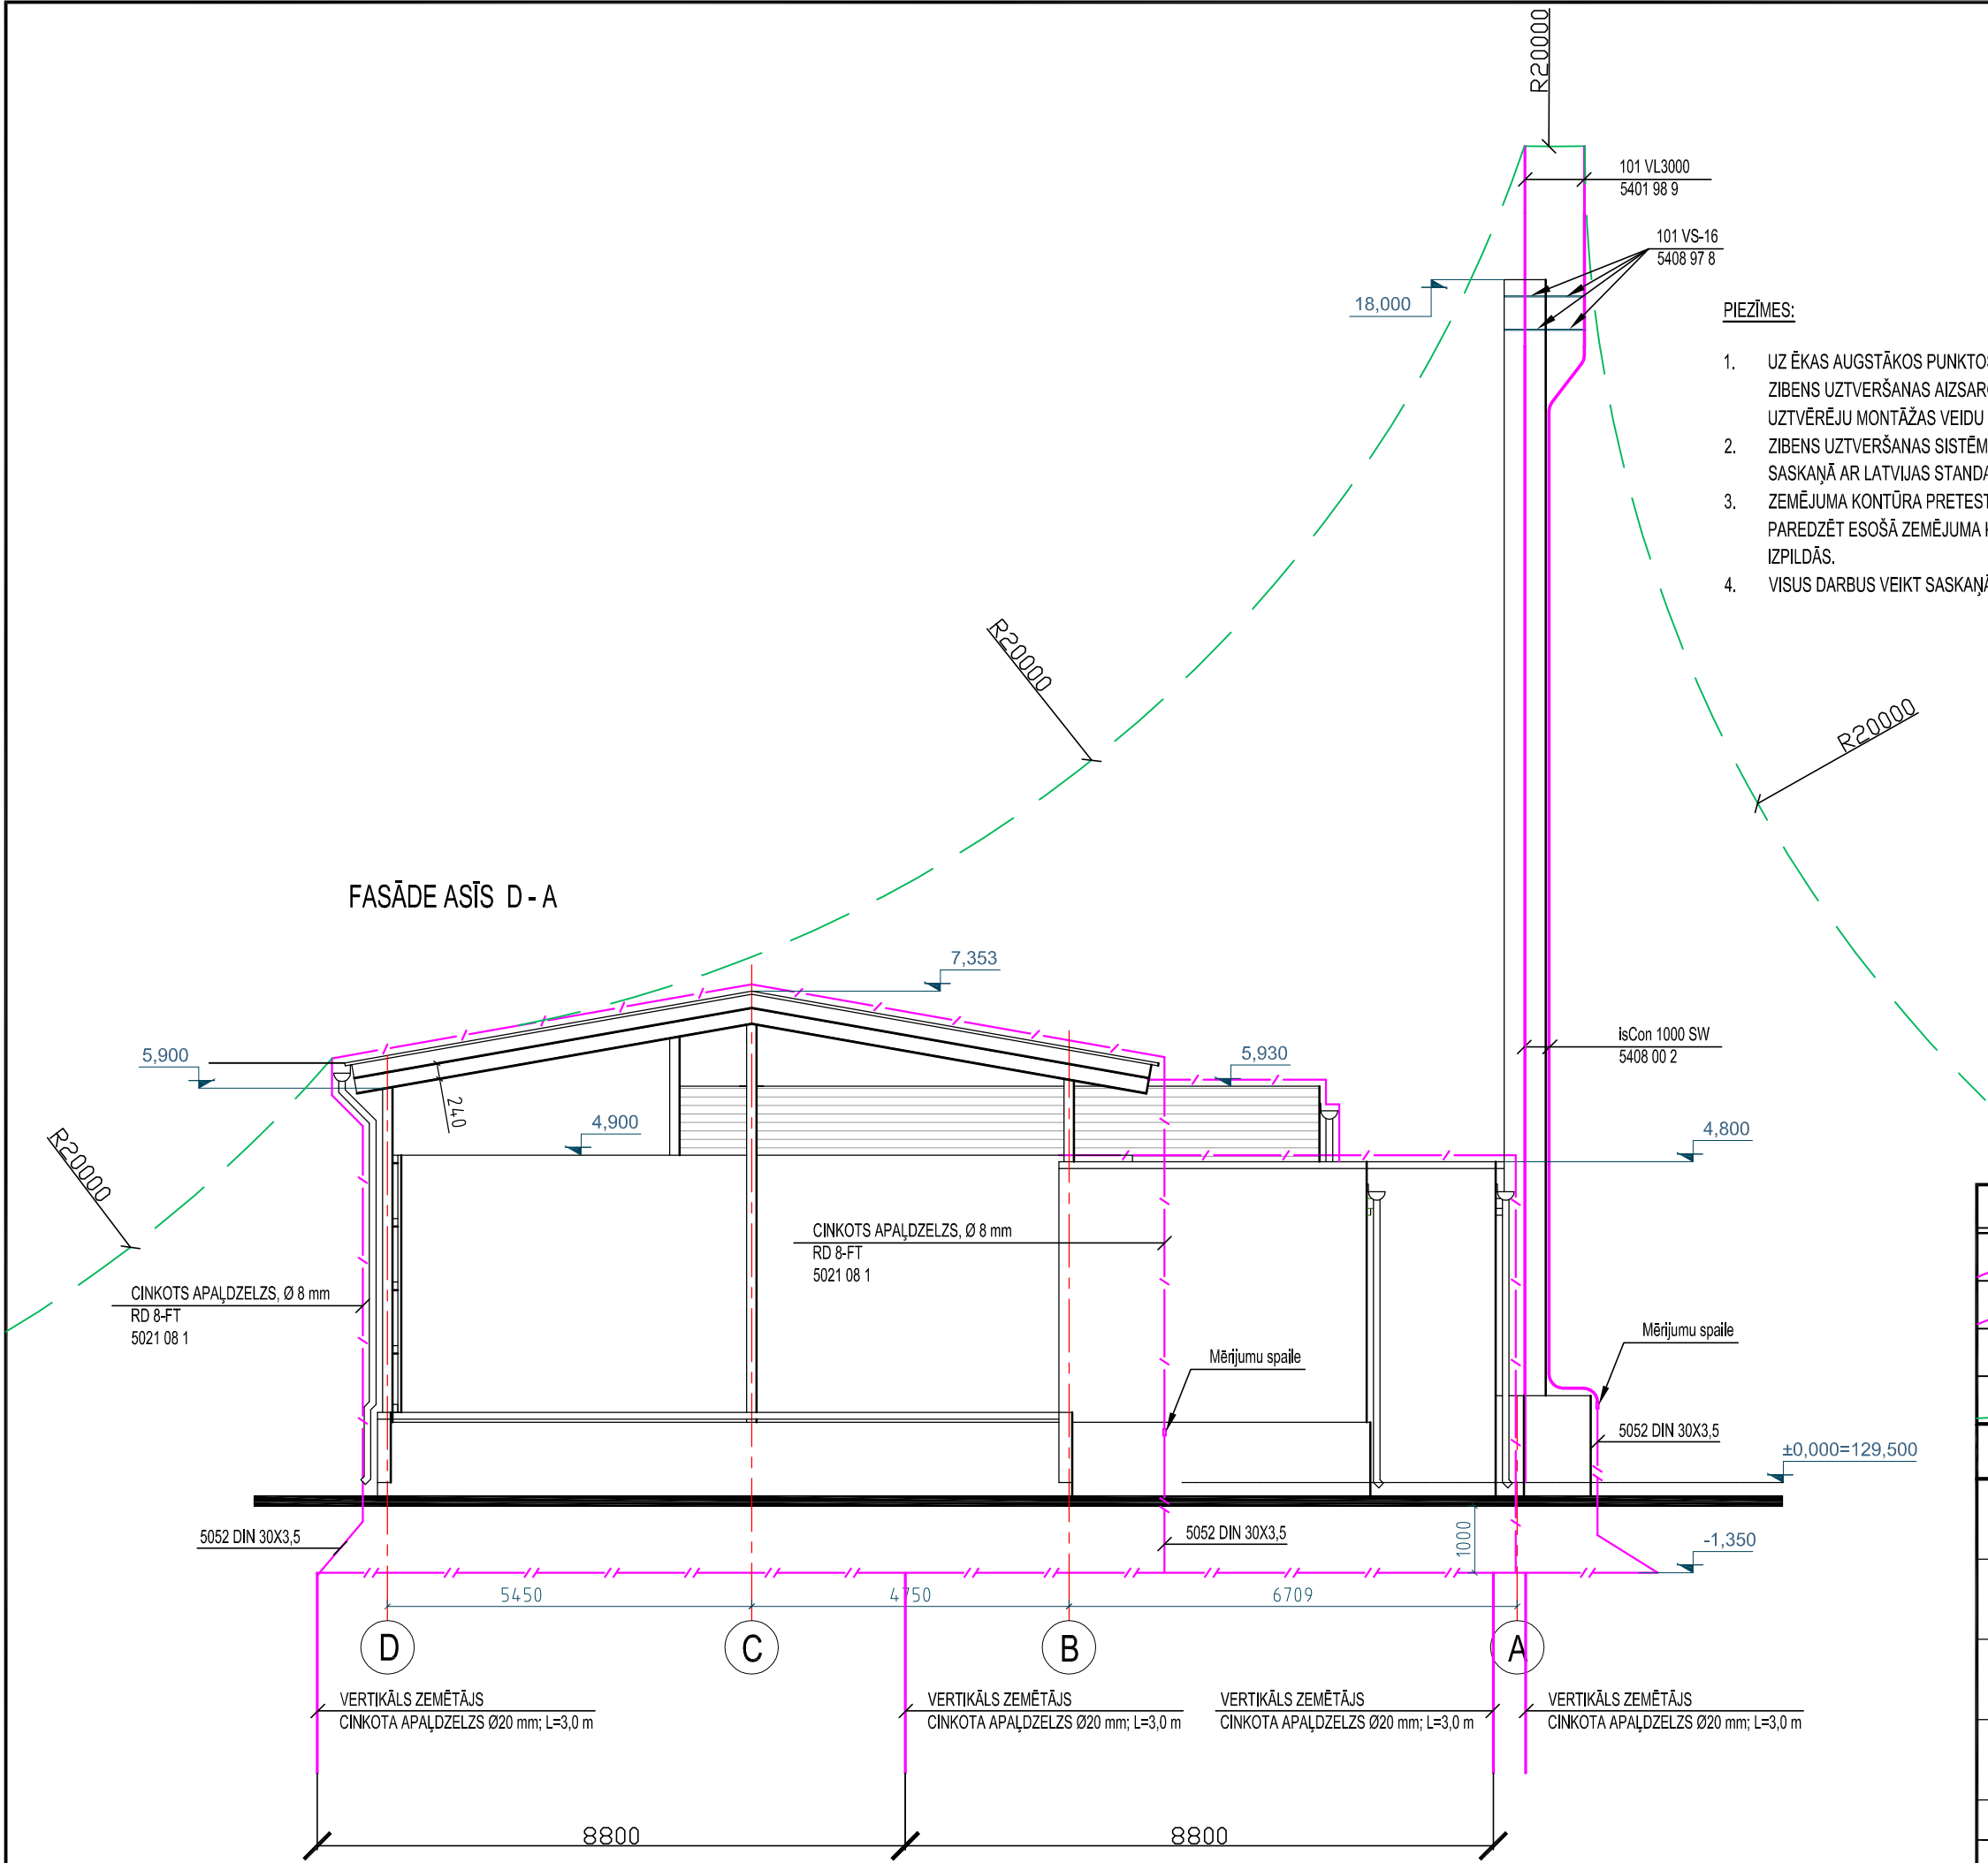 R20000
101 VL3000
5401 98 9
101 VS-16
5408 97 8
18,000
PIEZĪMES:
1. UZ ĒKAS AUGSTĀKOS
ZIBENS UZTVERŠANAS
UZTVĒRĒJU MONTĀŽAS VEIDU
2. ZIBENS UZTVERŠANAS
SASKAŅĀ AR LATVIJAS
3. ZEMĒJUMA KONTŪRA
PAREDZĒT ESOŠĀ ZEMĒJUMA
IZPILDĀS.
4. VISUS DARBUS VEIKT SASKAŅĀ
R20000
R20000
FASĀDE ASĪS D - A
7,353
5,900
5,930
isCon 1000 SW
5408 00 2
240
4,900
4,800
R20000
CINKOTS APAĻDZELZS, Ø 8 mm
RD 8-FT
5021 08 1
CINKOTS APAĻDZELZS, Ø 8 mm
RD 8-FT
5021 08 1
Mērijumu spaile
Mērijumu spaile
5052 DIN 30X3,5
±0,000=129,500
5052 DIN 30X3,5
5052 DIN 30X3,5
1000
-1,350
5450
4750
6709
D
C
B
A
VERTIKĀLS ZEMĒTĀJS
CINKOTA APAĻDZELZS Ø20 mm; L=3,0 m
VERTIKĀLS ZEMĒTĀJS
CINKOTA APAĻDZELZS Ø20 mm; L=3,0 m
VERTIKĀLS ZEMĒTĀJS
CINKOTA APAĻDZELZS Ø20 mm; L=3,0 m
VERTIKĀLS ZEMĒTĀJS
CINKOTA APAĻDZELZS Ø20 mm; L=3,0 m
8800
8800